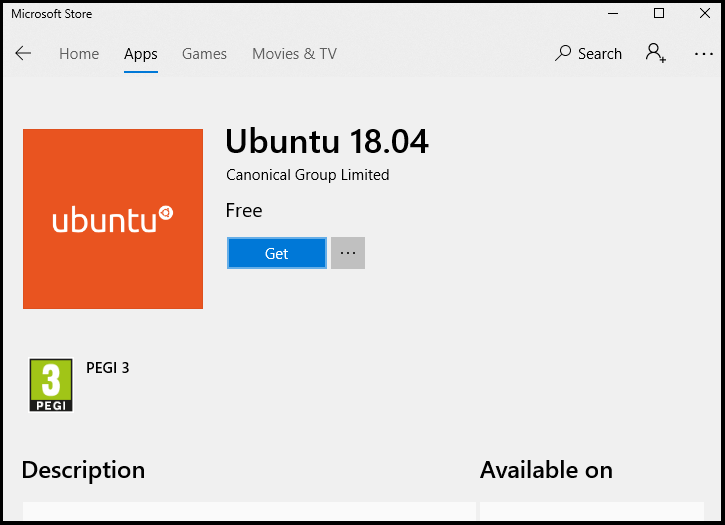 Microsoft Store
Home Apps Games Movies & TV Search
ubuntu
Ubuntu 18.04
Canonical Group Limited
Free
Get ...
3
PEGI
PEGI 3
Description Available on